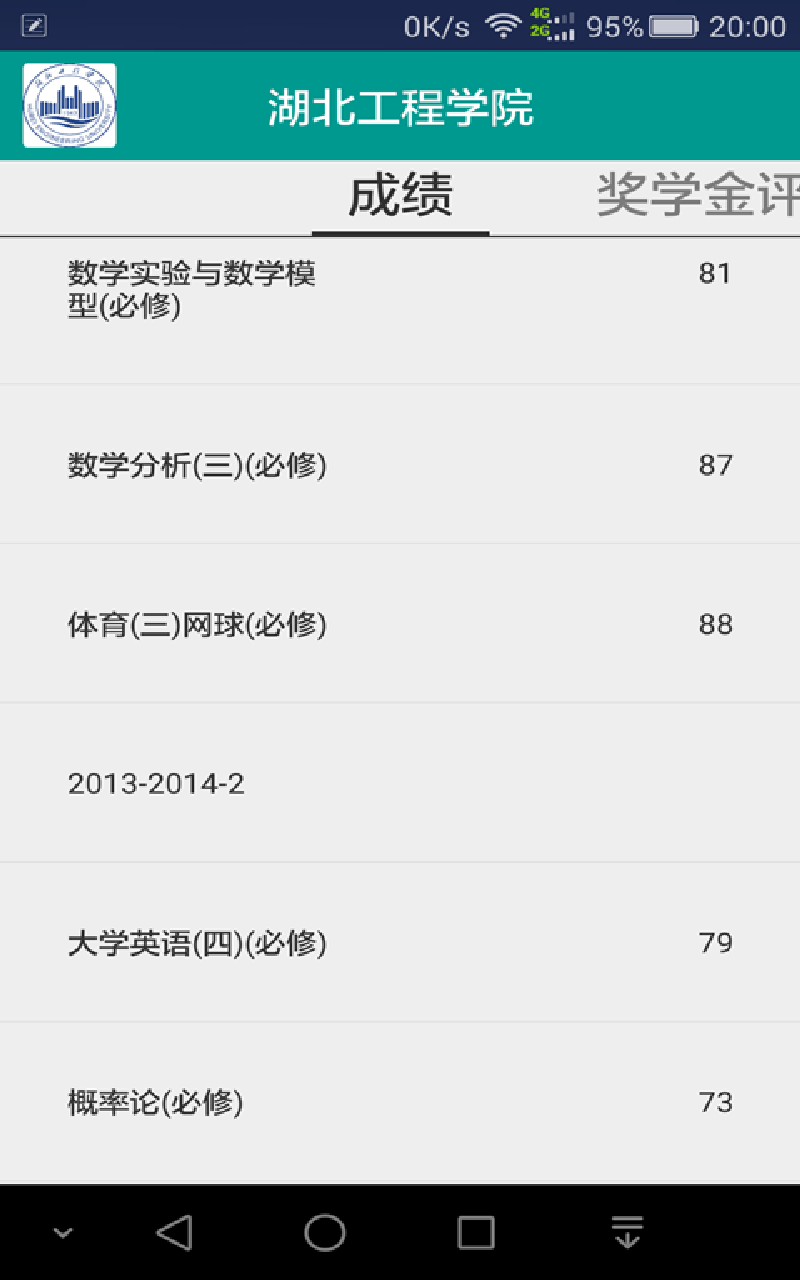 0K/s 4G 2G 95% 20:00
湖北工程学院
成绩 奖学金评
数学实验与数学模
型(必修) 81
数学分析(三)(必修) 87
体育(三)网球(必修) 88
2013-2014-2
大学英语(四)(必修) 79
概率论(必修) 73